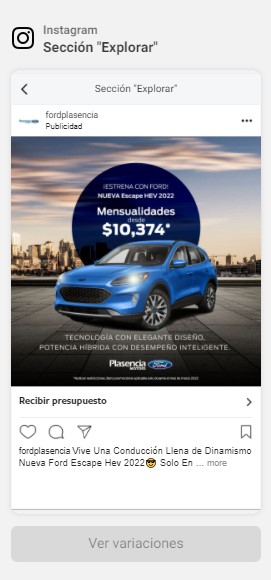 Instagram
Sección "Explorar"
Sección "Explorar"
fordplasencia
Publicidad
¡ESTRENA CON FORD!
NUEVA Escape HEV 2022
Mensualidades
desde
$10,374*
TECNOLOGÍA CON ELEGANTE DISEÑO,
POTENCIA HÍBRIDA CON DESEMPEÑO INTELIGENTE.
Plasencia
MOTORS
Ford
Recibir presupuesto
fordplasencia Vive Una Conducción Llena de Dinamismo
Nueva Ford Escape Hev 2022😎 Solo En ... more
Ver variaciones